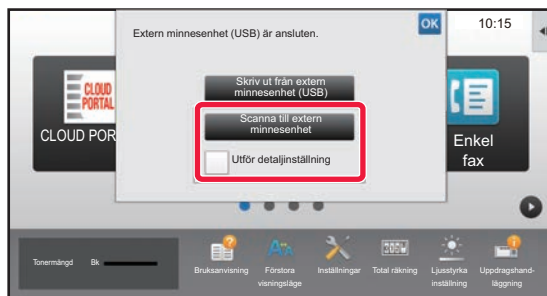 Extern minnesenhet (USB) är ansluten.
OK
10:15
Skriv ut från extern
minnesenhet (USB)
Scanna till extern
minnesenhet
Utför detaljinställning
CLOUD
PORTAL
CLOUD POR
Enkel
fax
Tonermängd
Bk
Bruksanvisning
Förstora
visningsläge
Inställningar
Total räkning
Ljusstyrka
inställning
Uppdragshand-
läggning